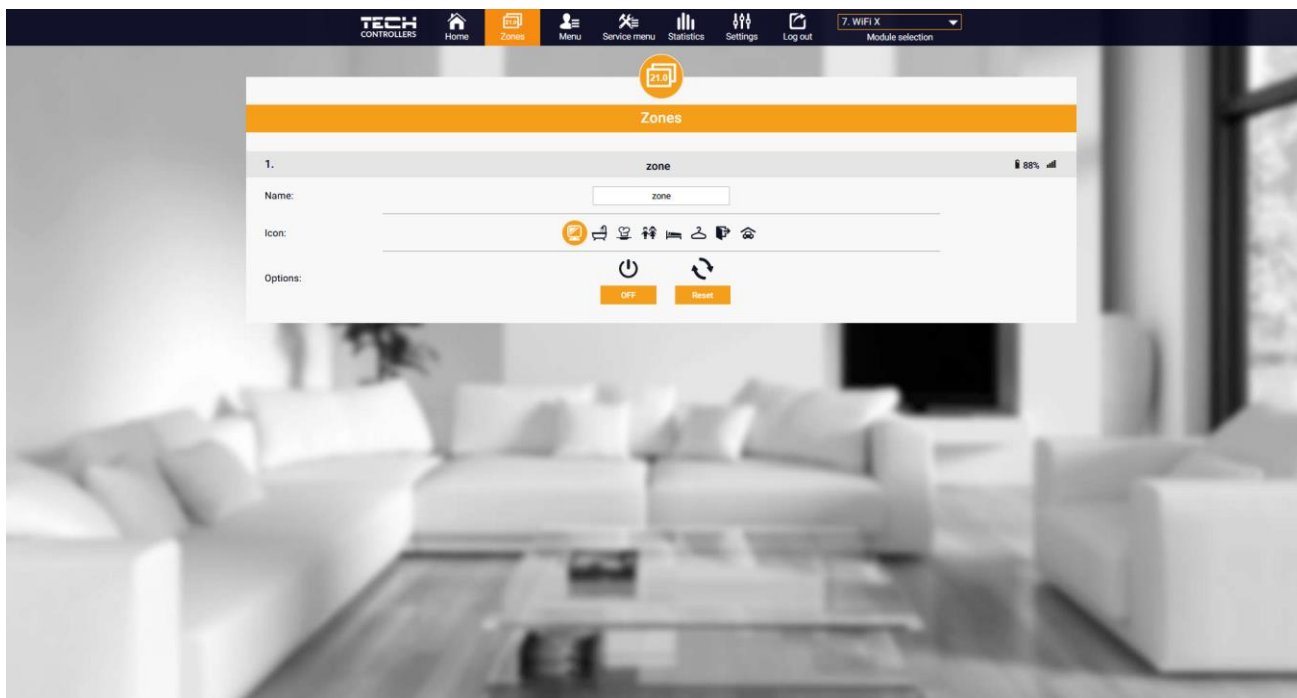 TECH
CONTROLLERS
Home
Zones
Menu
Service menu
Statistics
Settings
Log out
7. WiFi X
Module selection
21.0
Zones
1. zone 88%
Name: zone
Icon:
Options:
OFF Reset